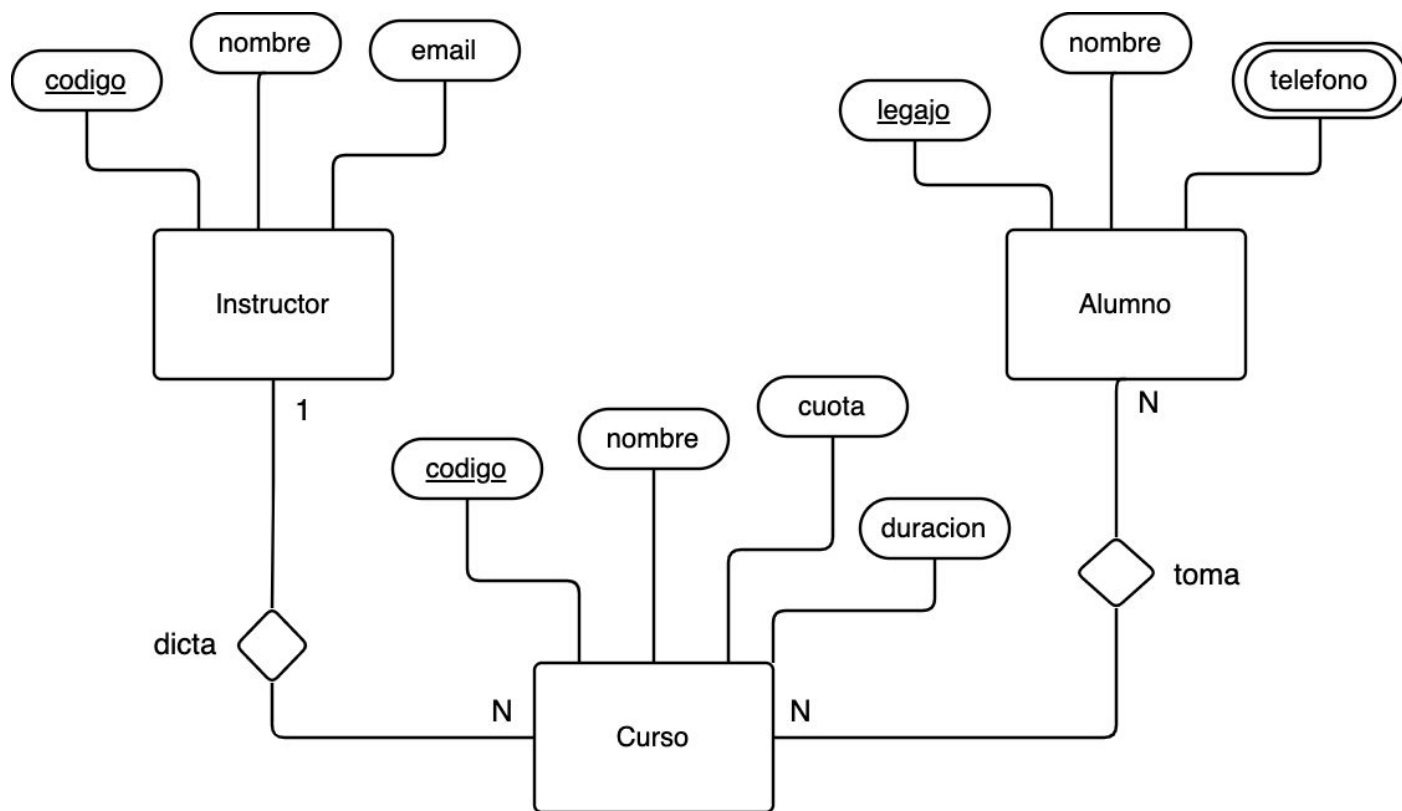 codigo
nombre
email
legajo
nombre
telefono
Instructor
Alumno
1
N
codigo
nombre
cuota
duracion
dicta
toma
N
N
Curso